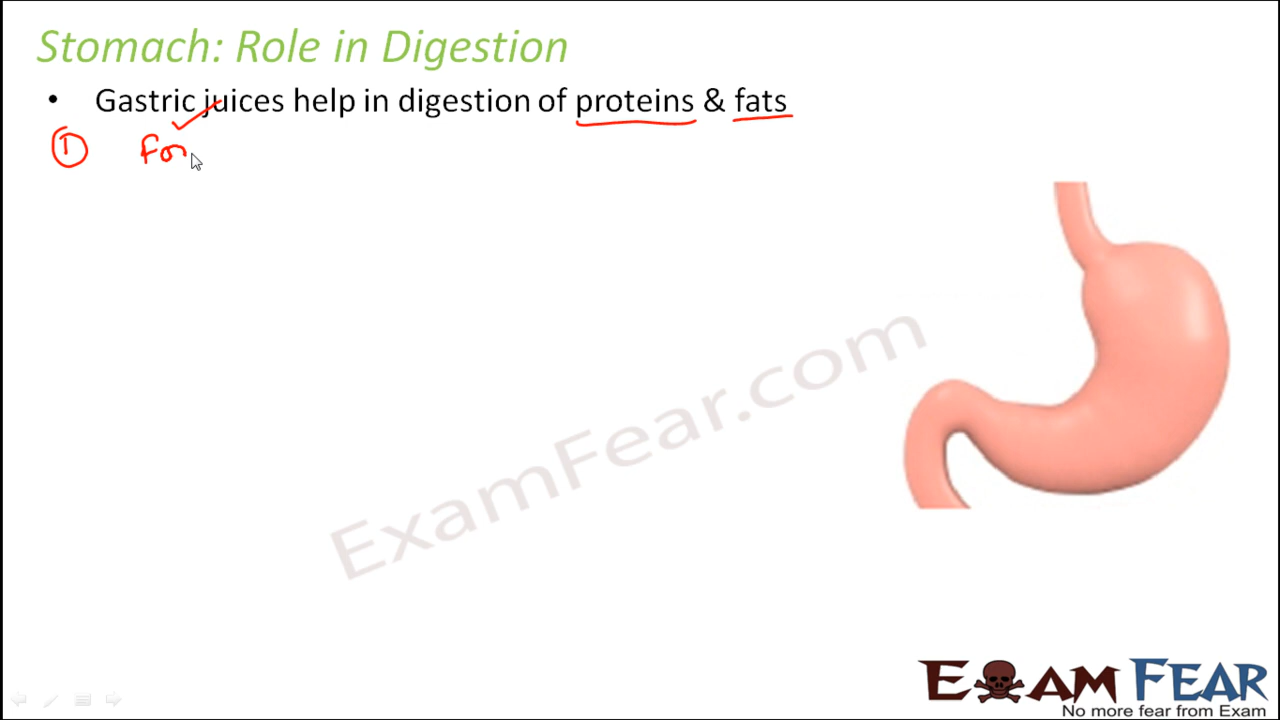 Stomach: Role in Digestion
• Gastric juices help in digestion of proteins & fats
① For
ExamFear.com
EXAM FEAR
No more fear from Exam